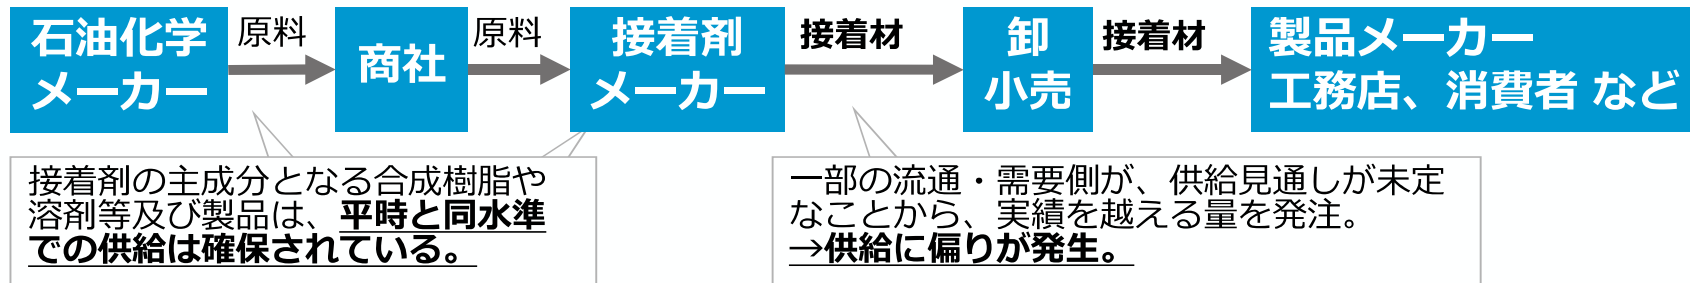 石油化学
メーカー
原料
商社
原料
接着剤
メーカー
接着材
卸
小売
接着材
製品メーカー
工務店、消費者 など
接着剤の主成分となる合成樹脂や
溶剤等及び製品は、平時と同水準
での供給は確保されている。
一部の流通・需要側が、供給見通しが未定
なことから、実績を越える量を発注。
→供給に偏りが発生。